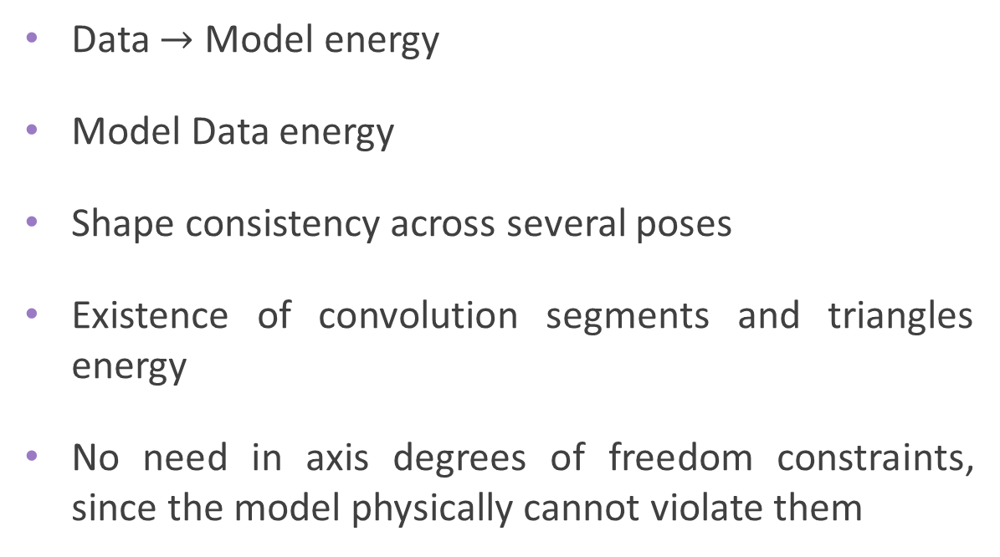 • Data → Model energy
• Model Data energy
• Shape consistency across several poses
• Existence of convolution segments and triangles
energy
• No need in axis degrees of freedom constraints,
since the model physically cannot violate them